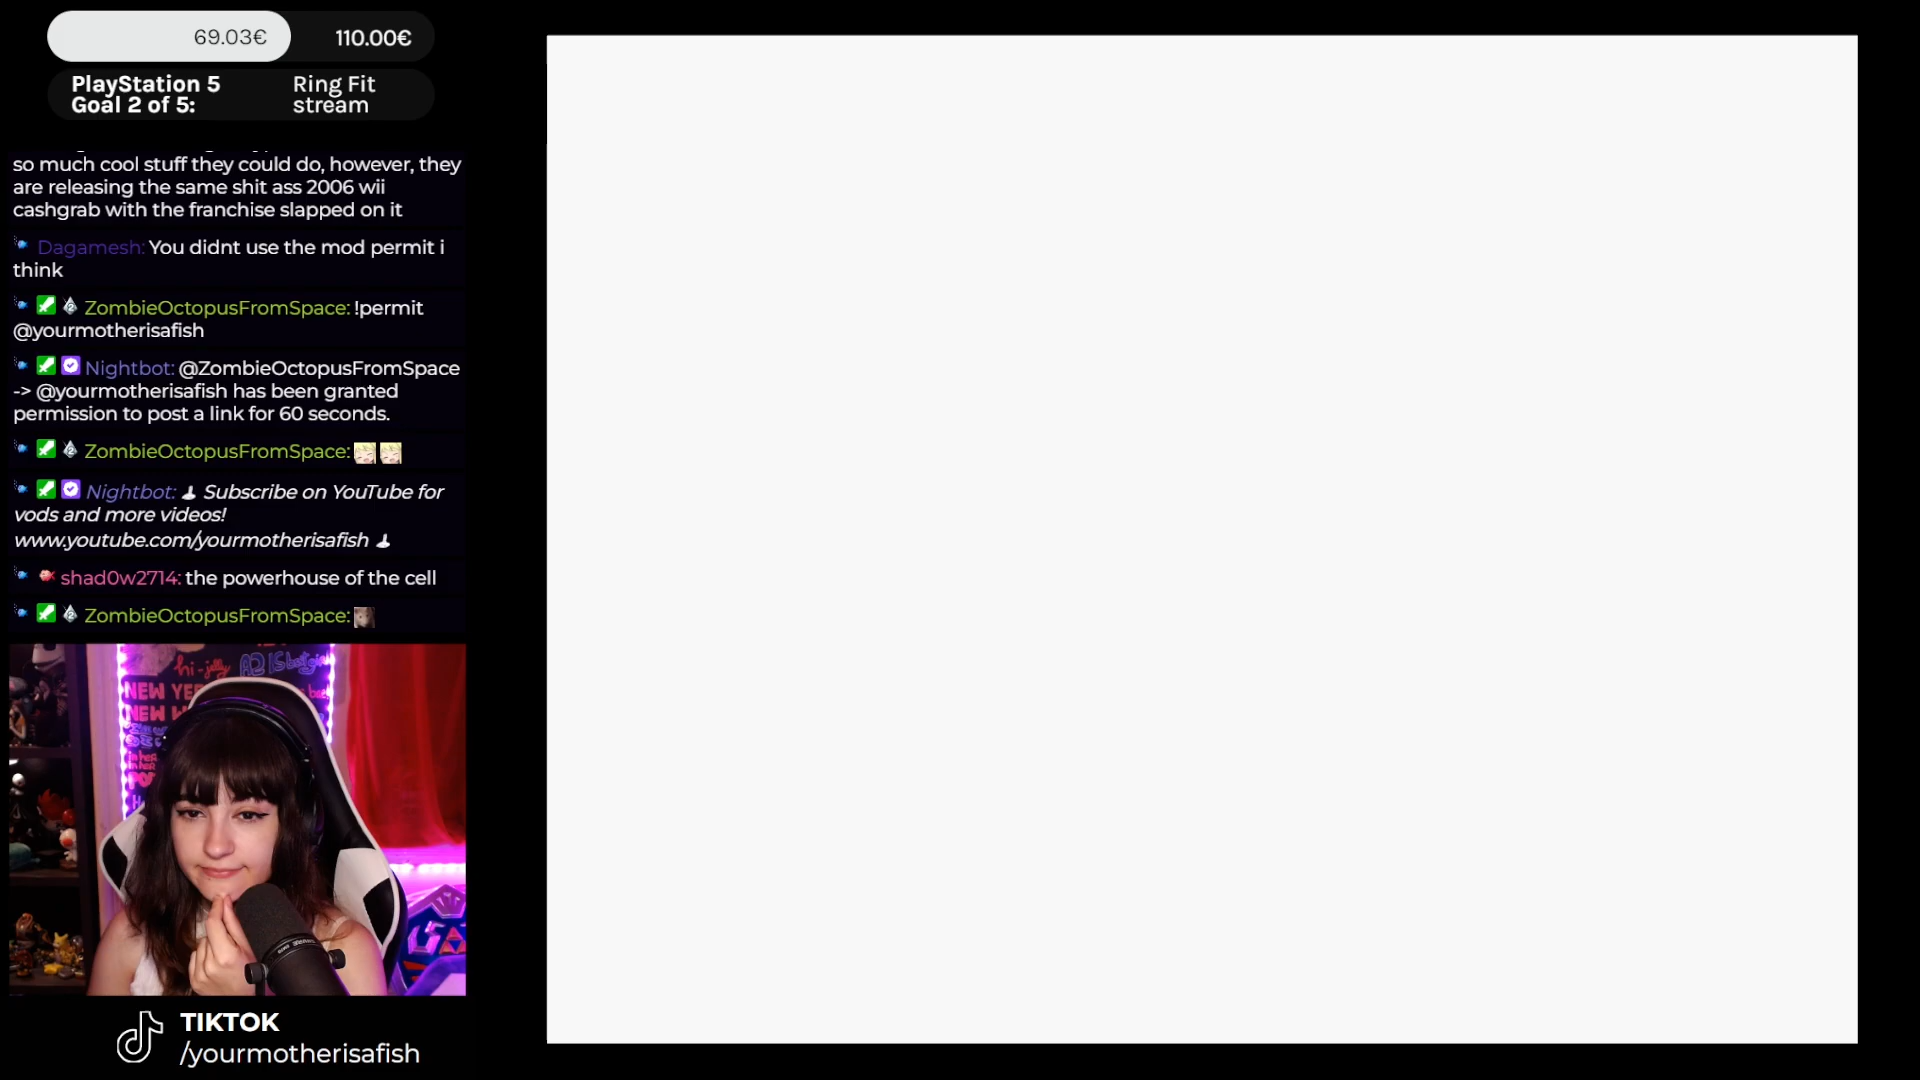 69.03€ 110.00€
PlayStation 5
Goal 2 of 5:
Ring Fit
stream
so much cool stuff they could do, however, they
are releasing the same shit ass 2006 wii
cashgrab with the franchise slapped on it
Dagamesh: You didnt use the mod permit i
think
ZombieOctopusFromSpace: !permit
@yourmotherisafish
Nightbot: @ZombieOctopusFromSpace
-> @yourmotherisafish has been granted
permission to post a link for 60 seconds.
ZombieOctopusFromSpace:
Nightbot: Subscribe on YouTube for
vods and more videos!
www.youtube.com/yourmotherisafish
shad0w2714: the powerhouse of the cell
ZombieOctopusFromSpace:
hi-jelly
NEW
NEW
TIKTOK
/yourmotherisafish